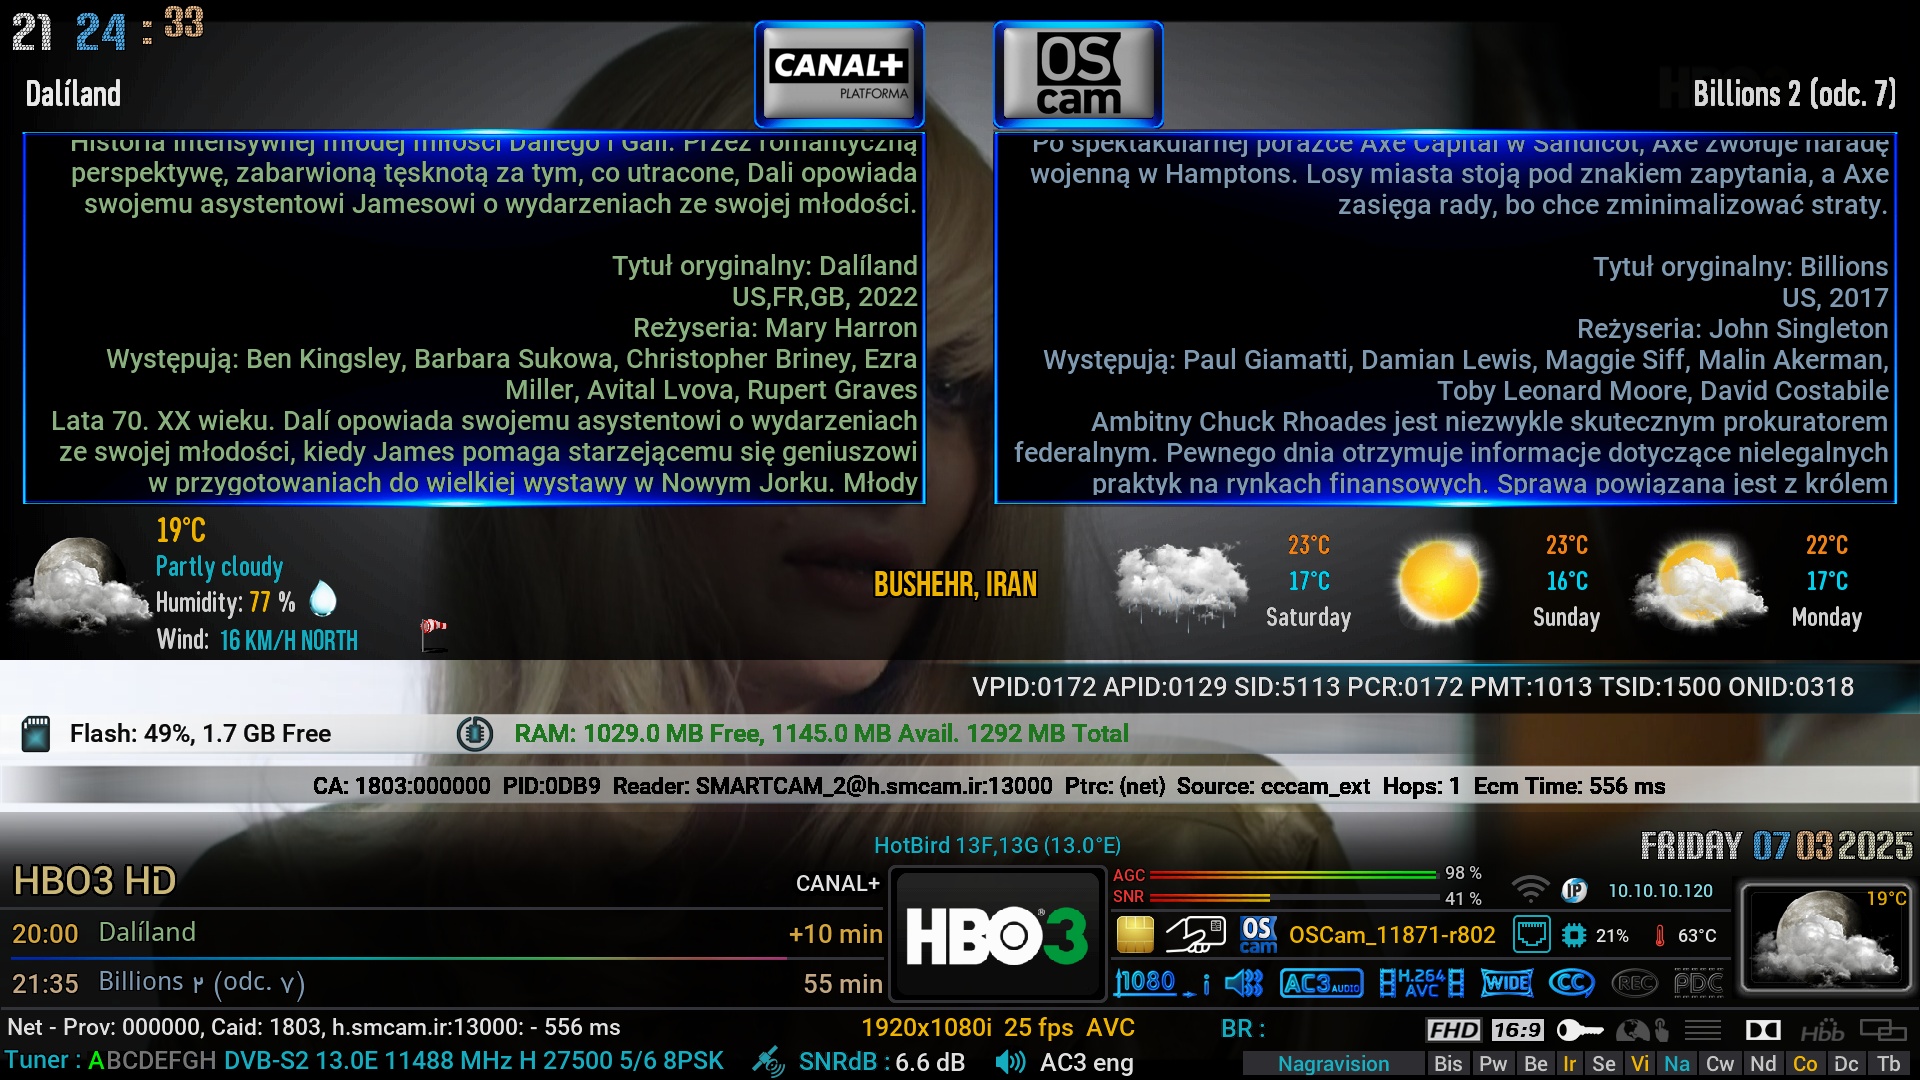 21 24 : 33
CANAL+
PLATFORMA
OS
cam
Dalíland
Billions 2 (odc. 7)
Historia intensywnej młodej miłości Dalíego i Gali. Przez romantyczną
perspektywę, zabarwioną tęsknotą za tym, co utracone, Dali opowiada
swojemu asystentowi Jamesowi o wydarzeniach ze swojej młodości.
Tytuł oryginalny: Dalíland
US,FR,GB, 2022
Reżyseria: Mary Harron
Występują: Ben Kingsley, Barbara Sukowa, Christopher Briney, Ezra
Miller, Avital Lvova, Rupert Graves
Lata 70. XX wieku. Dalí opowiada swojemu asystentowi o wydarzeniach
ze swojej młodości, kiedy James pomaga starzejącemu się geniuszowi
w przygotowaniach do wielkiej wystawy w Nowym Jorku. Młody
Po spektakularnej porażce Axe Capital w Sandicot, Axe zwołuje naradę
wojenną w Hamptons. Losy miasta stoją pod znakiem zapytania, a Axe
zasięga rady, bo chce zminimalizować straty.
Tytuł oryginalny: Billions
US, 2017
Reżyseria: John Singleton
Występują: Paul Giamatti, Damian Lewis, Maggie Siff, Malin Akerman,
Toby Leonard Moore, David Costabile
Ambitny Chuck Rhoades jest niezwykle skutecznym prokuratorem
federalnym. Pewnego dnia otrzymuje informacje dotyczące nielegalnych
praktyk na rynkach finansowych. Sprawa powiązana jest z królem
19°C
Partly cloudy
Humidity: 77 %
Wind: 16 KM/H NORTH
BUSHEHR, IRAN
23°C
17°C
Saturday
23°C
16°C
Sunday
22°C
17°C
Monday
VPID:0172 APID:0129 SID:5113 PCR:0172 PMT:1013 TSID:1500 ONID:0318
Flash: 49%, 1.7 GB Free
RAM: 1029.0 MB Free, 1145.0 MB Avail. 1292 MB Total
CA: 1803:000000 PID:0DB9 Reader: SMARTCAM_2@h.smcam.ir:13000 Ptrc: (net) Source: cccam_ext Hops: 1 Ecm Time: 556 ms
HotBird 13F,13G (13.0°E)
FRIDAY 07 03 2025
HBO3 HD
CANAL+
20:00 Dalíland +10 min
21:35 Billions ۲ (odc. ۷) 55 min
HBO®3
AGC 98 %
SNR 41 %
IP 10.10.10.120
OS cam OSCam_11871-r802 21% 63°C
19°C
1080 i AC3 AUDIO H.264 AVC WIDE CC REC PDC
Net - Prov: 000000, Caid: 1803, h.smcam.ir:13000: - 556 ms
1920x1080i 25 fps AVC
BR :
FHD 16:9 Hbb
Tuner : ABCDEFGH DVB-S2 13.0E 11488 MHz H 27500 5/6 8PSK
SNRdB : 6.6 dB
AC3 eng
Nagravision Bis Pw Be Ir Se Vi Na Cw Nd Co Dc Tb